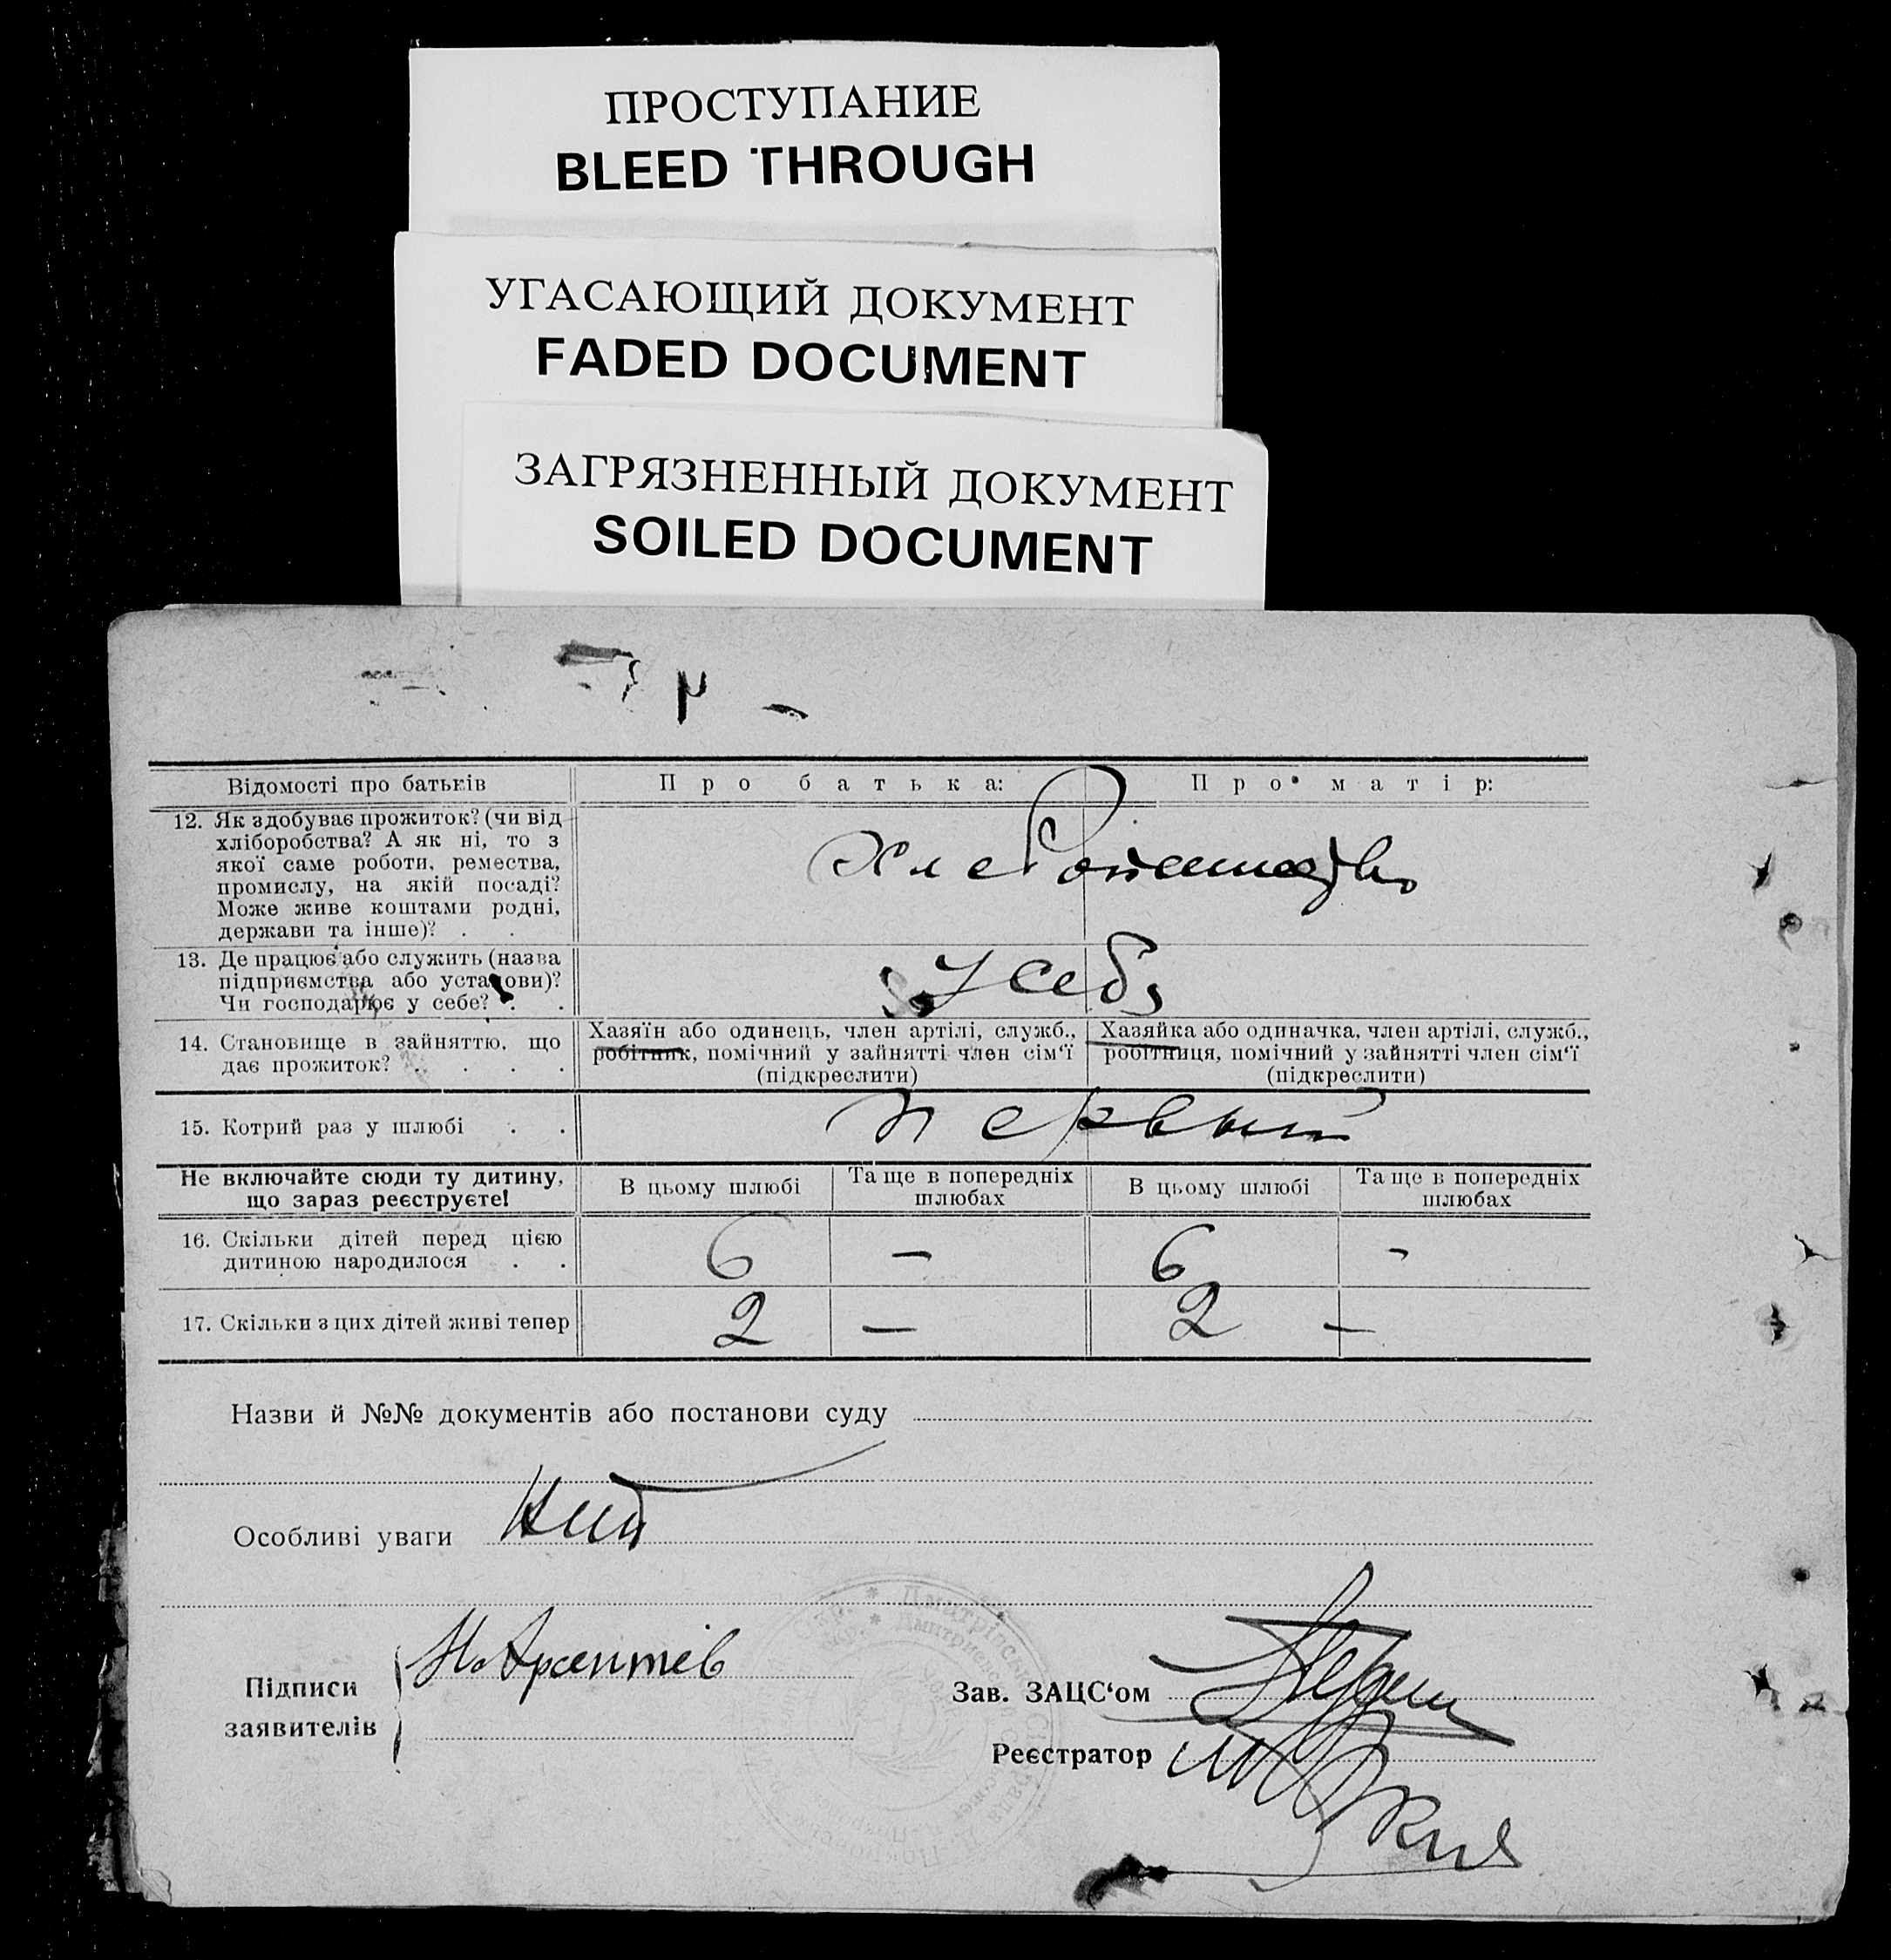 ПРОСТУПАНИЕ
BLEED THROUGH
УГАСАЮЩИЙ ДОКУМЕНТ
FADED DOCUMENT
ЗАГРЯЗНЕННЫЙ ДОКУМЕНТ
SOILED DOCUMENT
Відомості про батьків
Про батька:
Про матір:
12. Як здобуває прожиток? (чи від
хліборобства? А як ні, то з
якої саме роботи, ремества,
промислу, на якій посаді?
Може живе коштами родні,
держави та інше)? . .
Хлебопашество
13. Де працює або служить (назва
підприємства або установи)?
Чи господарює у себе? . .
у себя
14. Становище в зайняттю, що
дає прожиток? . . . .
Хазяїн або одинець, член артілі, служб.,
робітник, помічний у зайнятті член сім'ї
(підкреслити)
Хазяйка або одиначка, член артілі, служб.,
робітниця, помічний у зайнятті член сім'ї
(підкреслити)
15. Котрий раз у шлюбі . .
первый
Не включайте сюди ту дитину,
що зараз реєструєте!
В цьому шлюбі
Та ще в попередніх
шлюбах
В цьому шлюбі
Та ще в попередніх
шлюбах
16. Скільки дітей перед цією
дитиною народилося . .
6 — 6 -
17. Скільки з цих дітей живі тепер
2 — 2 —
Назви й №№ документів або постанови суду
Особливі уваги
Підписи
заявителів
Зав. ЗАЦС‘ом
Реєстратор